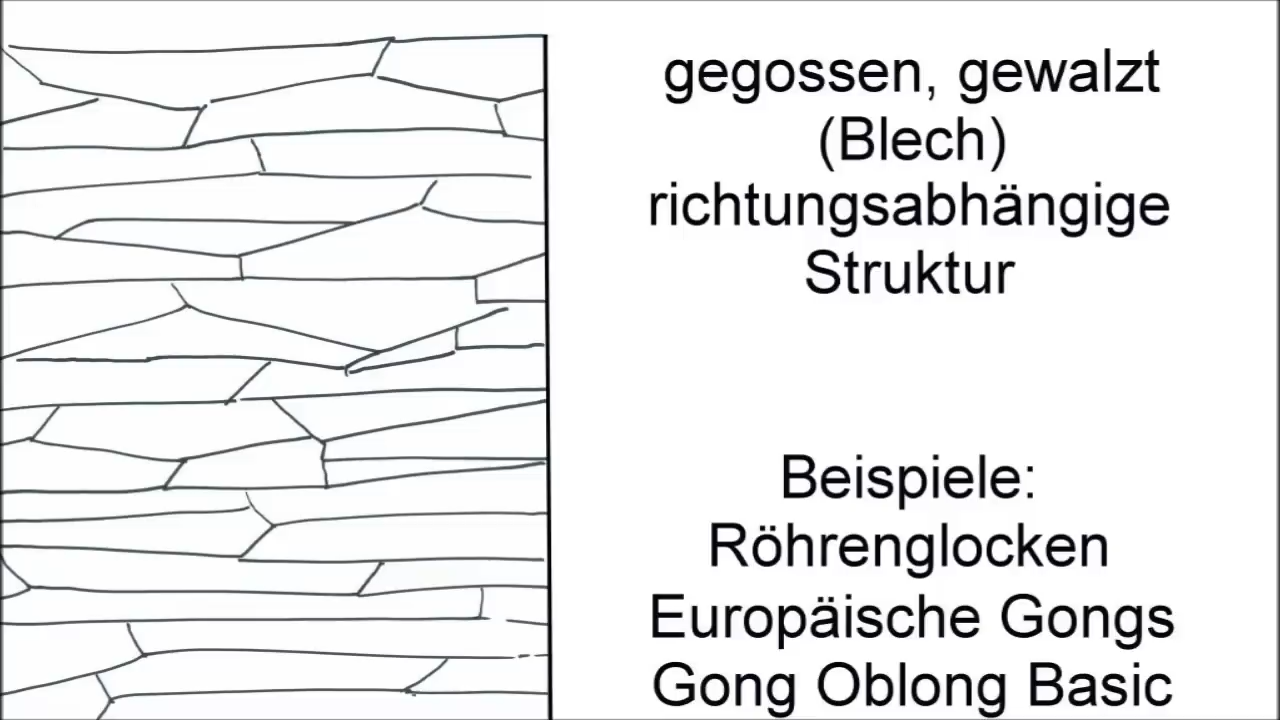 gegossen, gewalzt
(Blech)
richtungsabhängige
Struktur
Beispiele:
Röhrenglocken
Europäische Gongs
Gong Oblong Basic